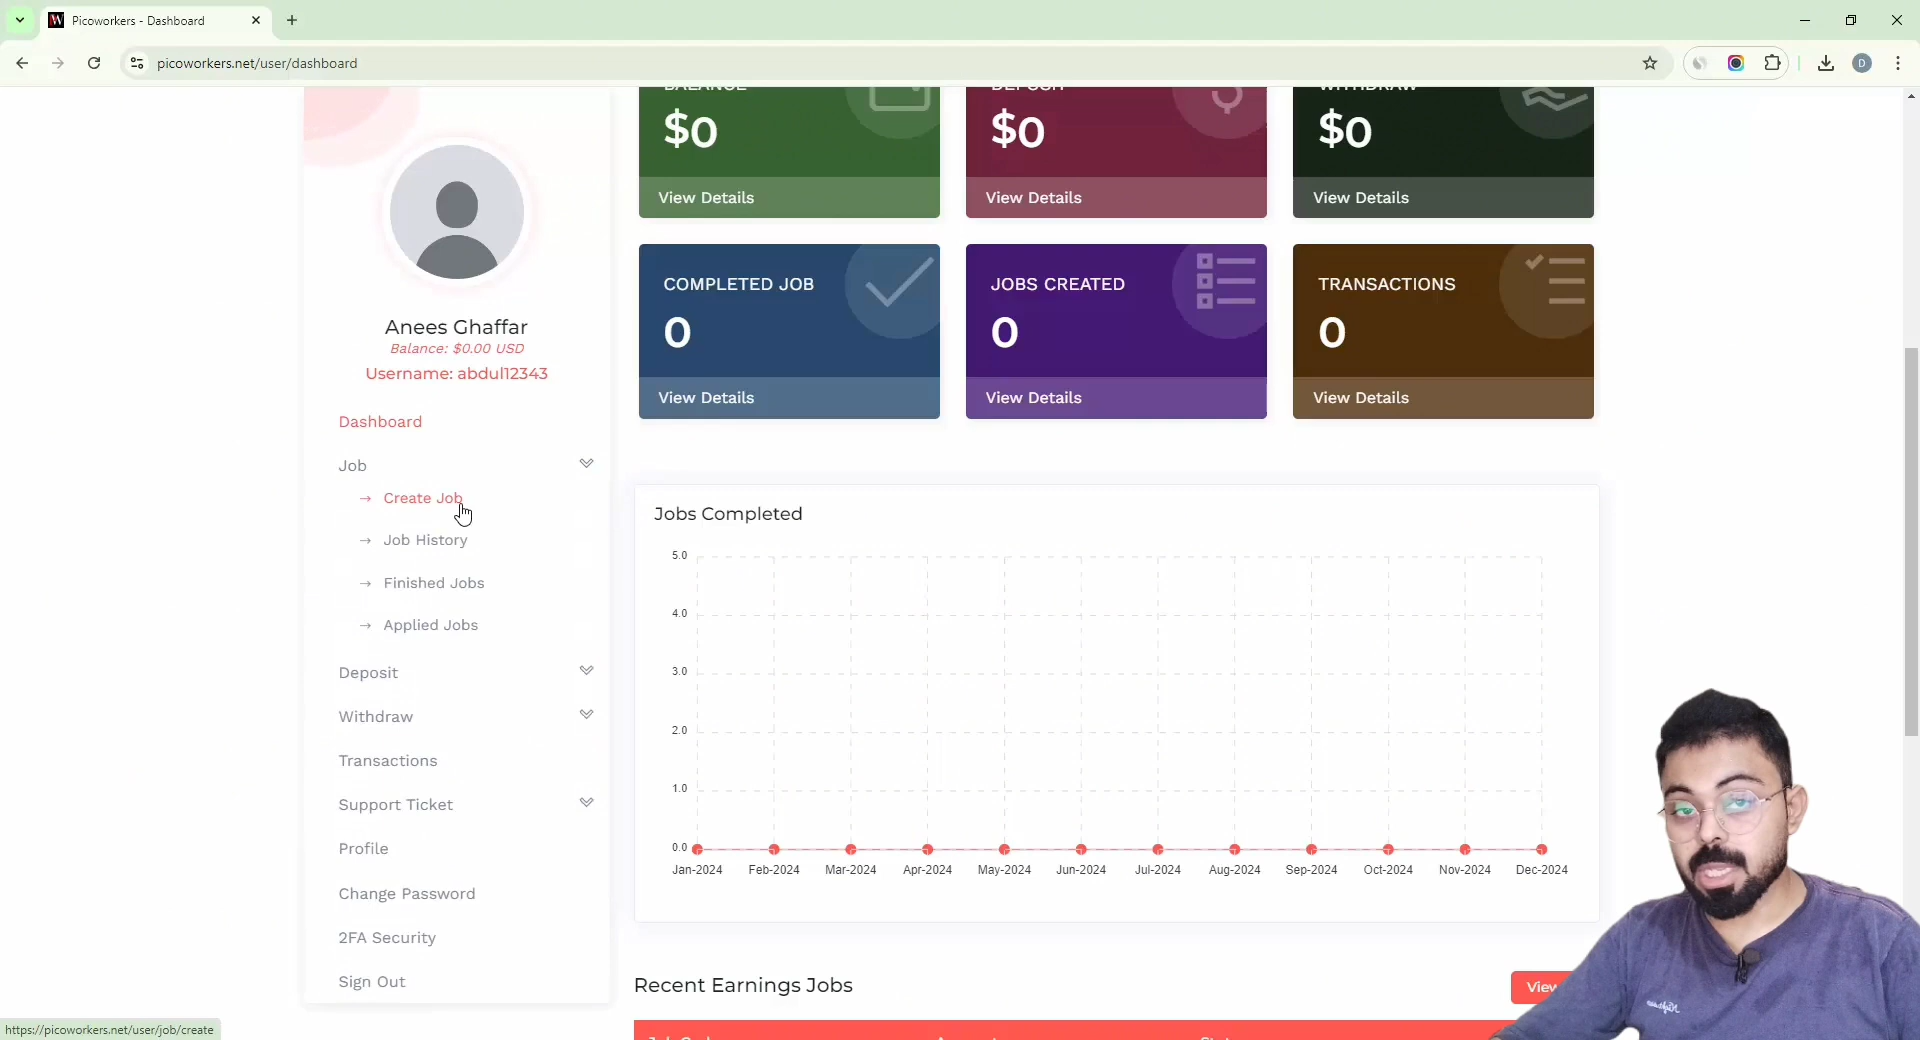 Picoworkers - Dashboard
picoworkers.net/user/dashboard
D
BALANCE
$0
View Details
DEPOSIT
$0
View Details
WITHDRAW
$0
View Details
COMPLETED JOB
0
View Details
JOBS CREATED
0
View Details
TRANSACTIONS
0
View Details
Anees Ghaffar
Balance: $0.00 USD
Username: abdul12343
Dashboard
Job
Create Job
Job History
Finished Jobs
Applied Jobs
Deposit
Withdraw
Transactions
Support Ticket
Profile
Change Password
2FA Security
Sign Out
Jobs Completed
5.0
4.0
3.0
2.0
1.0
0.0
Jan-2024 Feb-2024 Mar-2024 Apr-2024 May-2024 Jun-2024 Jul-2024 Aug-2024 Sep-2024 Oct-2024 Nov-2024 Dec-2024
Recent Earnings Jobs
View
https://picoworkers.net/user/job/create